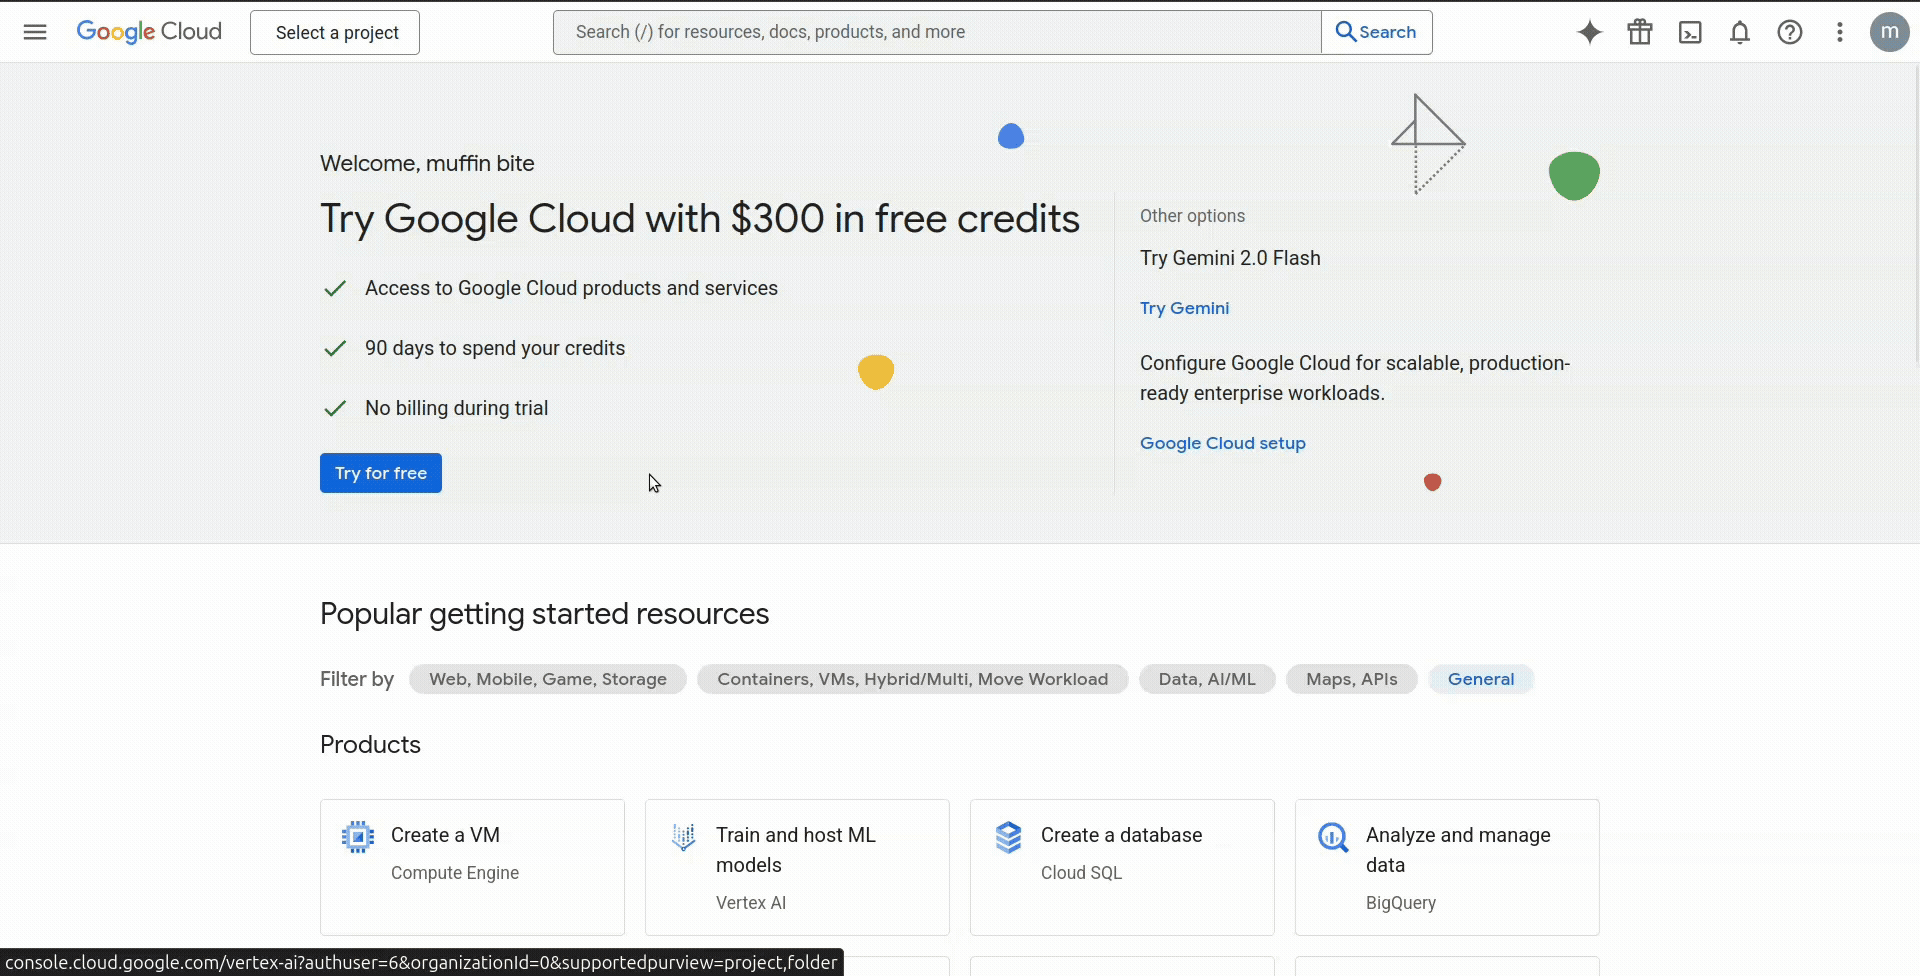 Google Cloud
Select a project
Search (/) for resources, docs, products, and more
Search
m
Welcome, muffin bite
Try Google Cloud with $300 in free credits
Access to Google Cloud products and services
90 days to spend your credits
No billing during trial
Try for free
Other options
Try Gemini 2.0 Flash
Try Gemini
Configure Google Cloud for scalable, production-
ready enterprise workloads.
Google Cloud setup
Popular getting started resources
Filter by
Web, Mobile, Game, Storage
Containers, VMs, Hybrid/Multi, Move Workload
Data, AI/ML
Maps, APIs
General
Products
Create a VM
Compute Engine
Train and host ML
models
Vertex AI
Create a database
Cloud SQL
Analyze and manage
data
BigQuery
console.cloud.google.com/vertex-ai?authuser=6&organizationId=0&supportedpurview=project,folder